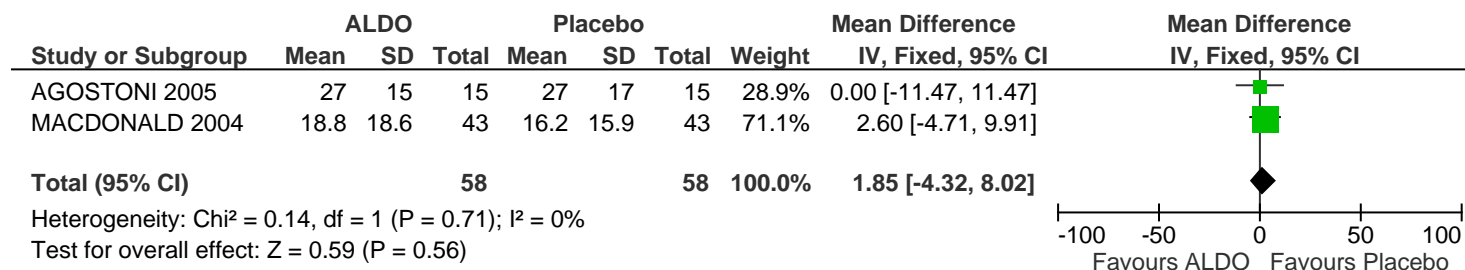 ALDO Placebo Mean Difference Mean Difference
Study or Subgroup Mean SD Total Mean SD Total Weight IV, Fixed, 95% CI IV, Fixed, 95% CI
AGOSTONI 2005 27 15 15 27 17 15 28.9% 0.00 [-11.47, 11.47]
MACDONALD 2004 18.8 18.6 43 16.2 15.9 43 71.1% 2.60 [-4.71, 9.91]
Total (95% CI) 58 58 100.0% 1.85 [-4.32, 8.02]
Heterogeneity: Chi² = 0.14, df = 1 (P = 0.71); I² = 0%
Test for overall effect: Z = 0.59 (P = 0.56)
-100 -50 0 50 100
Favours ALDO Favours Placebo